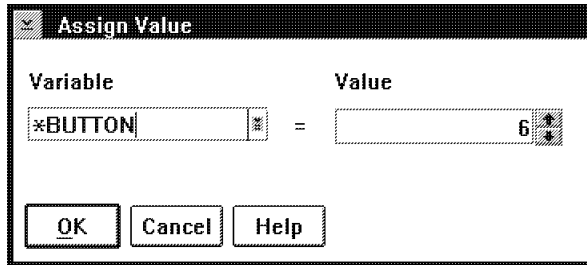 Assign Value
Variable Value
*BUTTON = 6
OK Cancel Help